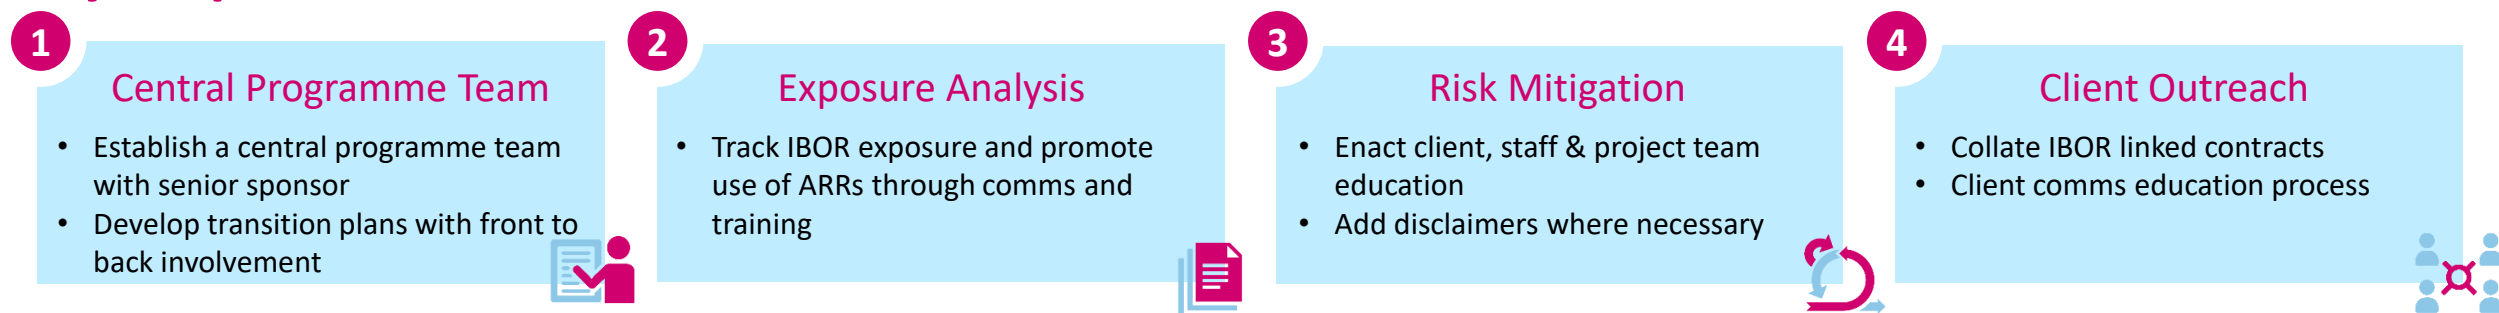 1
Central Programme Team
• Establish a central programme team
with senior sponsor
• Develop transition plans with front to
back involvement
2
Exposure Analysis
• Track IBOR exposure and promote
use of ARRs through comms and
training
3
Risk Mitigation
• Enact client, staff & project team
education
• Add disclaimers where necessary
4
Client Outreach
• Collate IBOR linked contracts
• Client comms education process